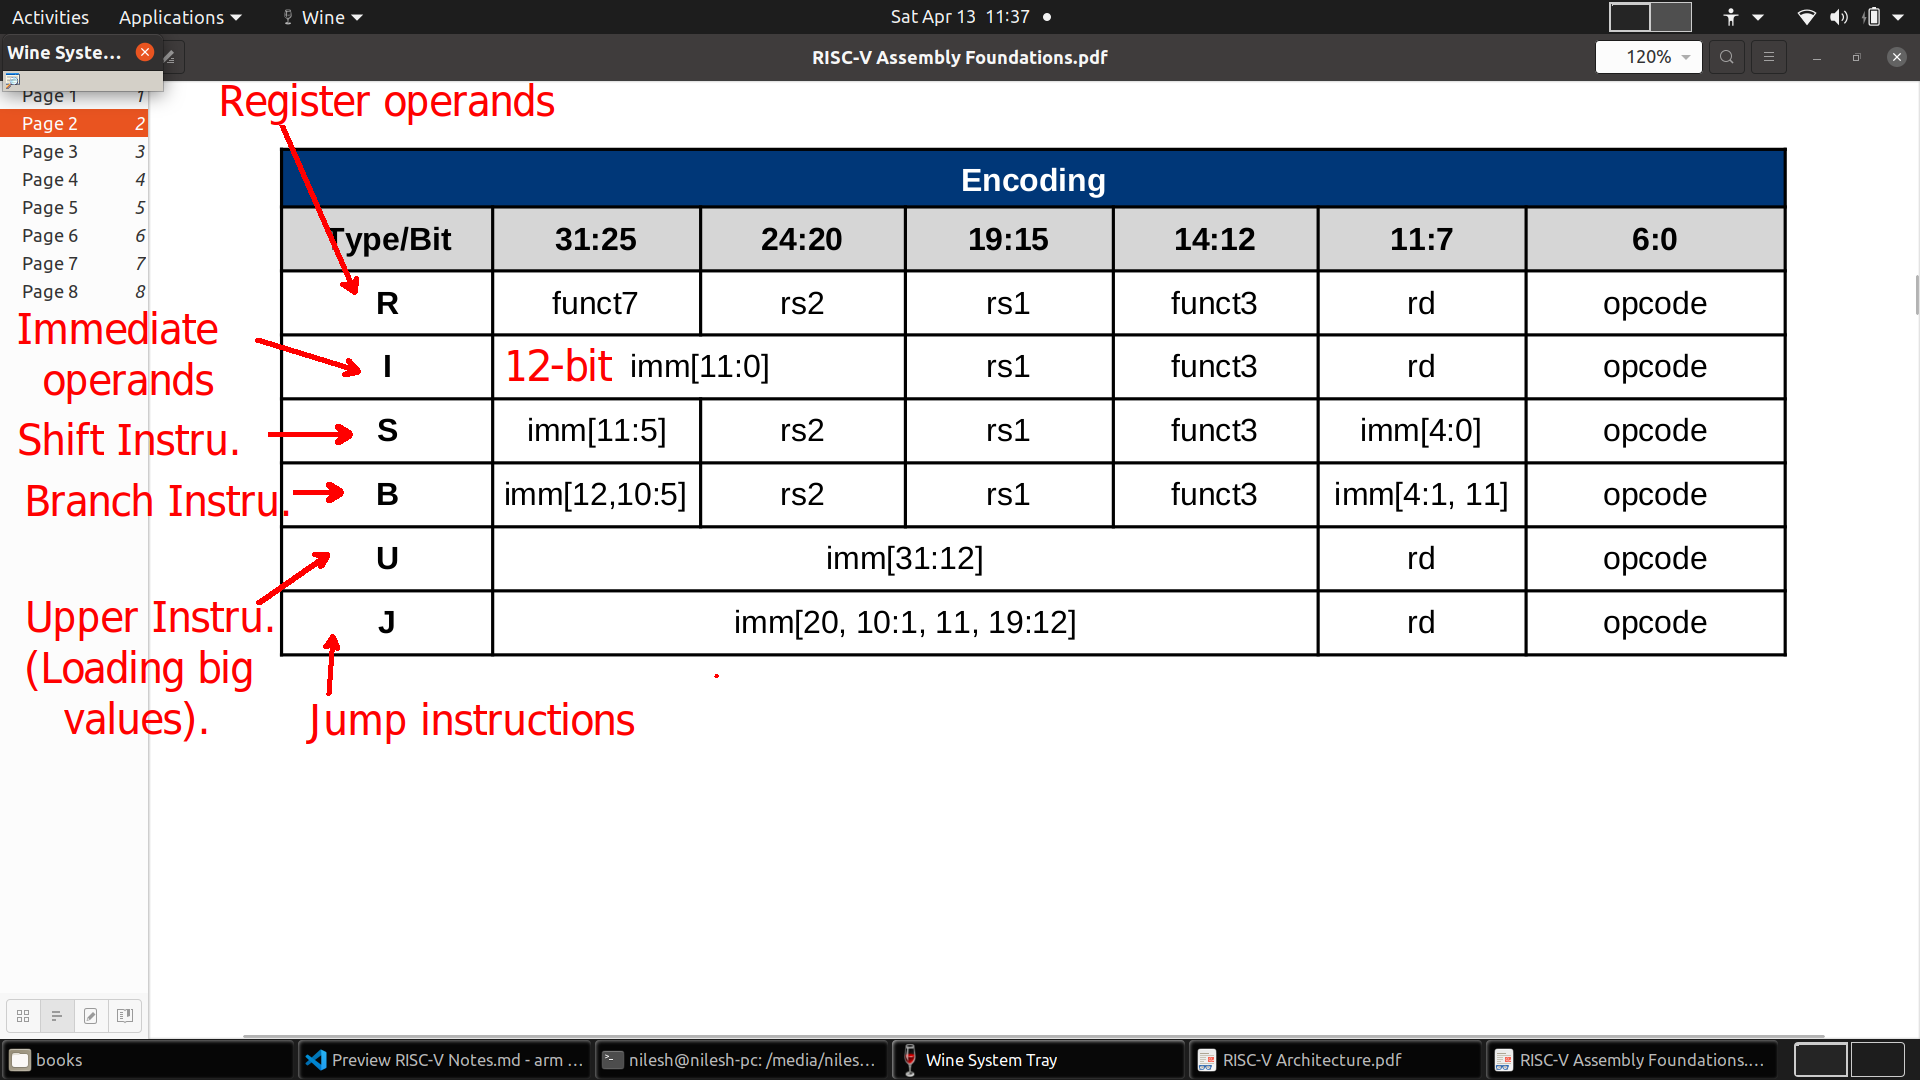 Activities Applications Wine Sat Apr 13 11:37
Wine Syste... RISC-V Assembly Foundations.pdf 120%
Page 1 1
Page 2 2
Page 3 3
Page 4 4
Page 5 5
Page 6 6
Page 7 7
Page 8 8
Register operands
Encoding
Type/Bit 31:25 24:20 19:15 14:12 11:7 6:0
R funct7 rs2 rs1 funct3 rd opcode
Immediate
operands
I 12-bit imm[11:0] rs1 funct3 rd opcode
Shift Instru.
S imm[11:5] rs2 rs1 funct3 imm[4:0] opcode
Branch Instru.
B imm[12,10:5] rs2 rs1 funct3 imm[4:1, 11] opcode
U imm[31:12] rd opcode
Upper Instru.
(Loading big
values).
J imm[20, 10:1, 11, 19:12] rd opcode
Jump instructions
books Preview RISC-V Notes.md - arm ... nilesh@nilesh-pc: /media/niles... Wine System Tray RISC-V Architecture.pdf RISC-V Assembly Foundations....